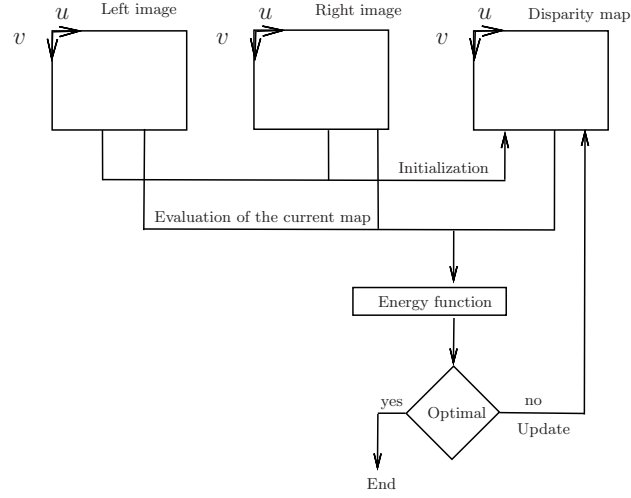 Left image
u
v
Right image
u
v
Disparity map
u
v
Initialization
Evaluation of the current map
Energy function
Optimal
yes
no
Update
End